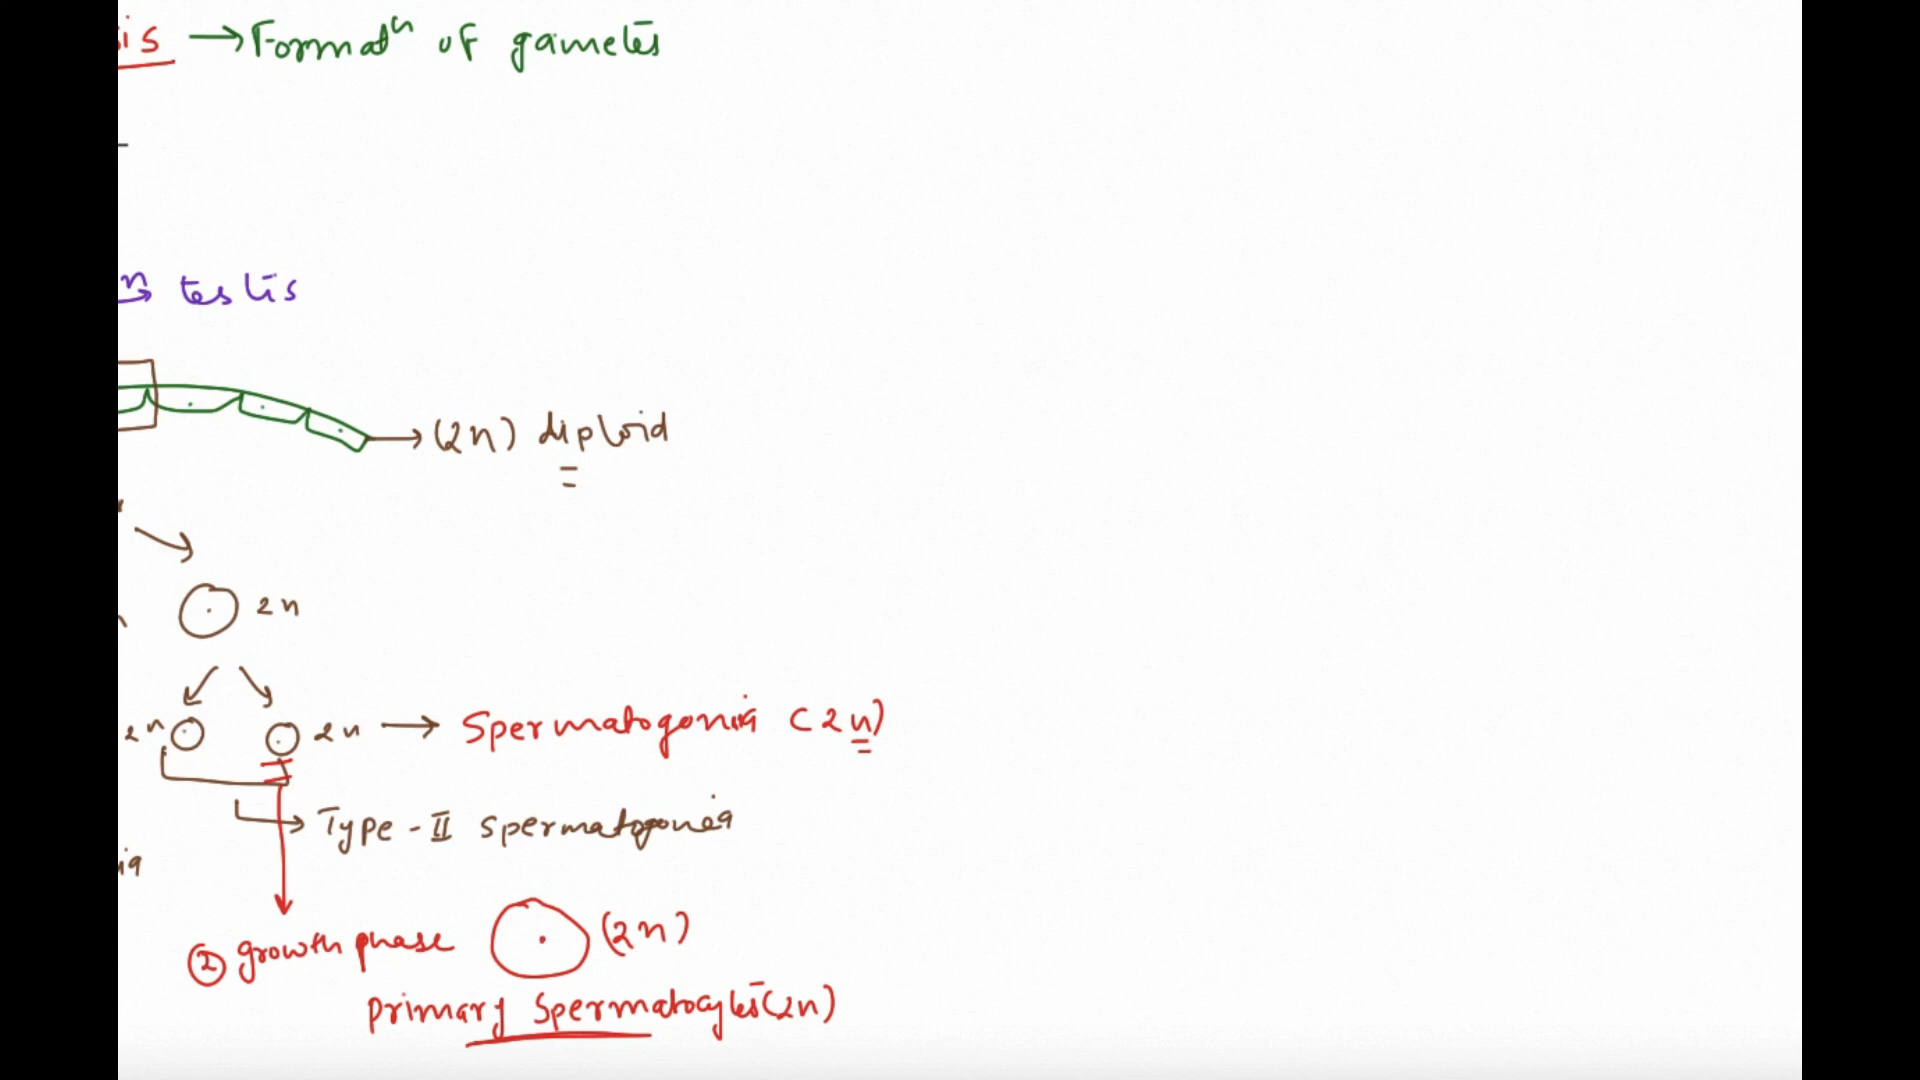 is → Formatⁿ of gametes
n testis
→ (2n) diploid
2n
2n 2n → Spermatogonia (2n)
Type - II spermatogonia
ia
② growth phase (2n)
primary spermatocytes (2n)